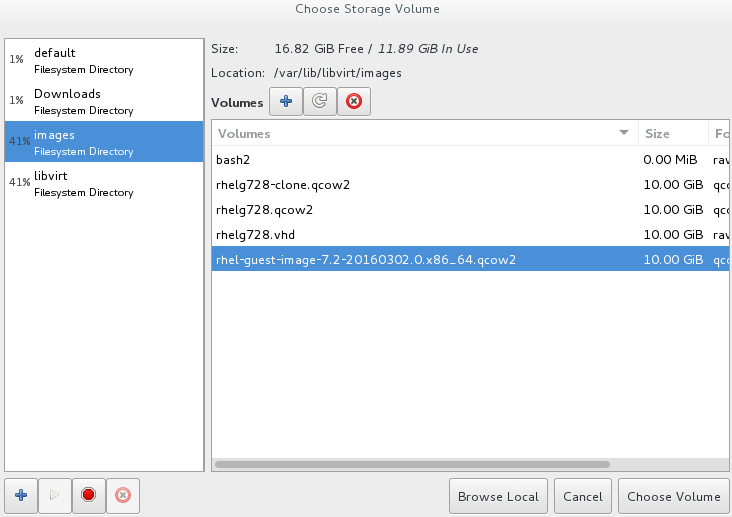 Choose Storage Volume
1% default
Filesystem Directory
1% Downloads
Filesystem Directory
41% images
Filesystem Directory
41% libvirt
Filesystem Directory
Size: 16.82 GiB Free / 11.89 GiB In Use
Location: /var/lib/libvirt/images
Volumes
Volumes Size Fo
bash2 0.00 MiB raw
rhelg728-clone.qcow2 10.00 GiB qco
rhelg728.qcow2 10.00 GiB qco
rhelg728.vhd 10.00 GiB raw
rhel-guest-image-7.2-20160302.0.x86_64.qcow2 10.00 GiB qco
Browse Local Cancel Choose Volume